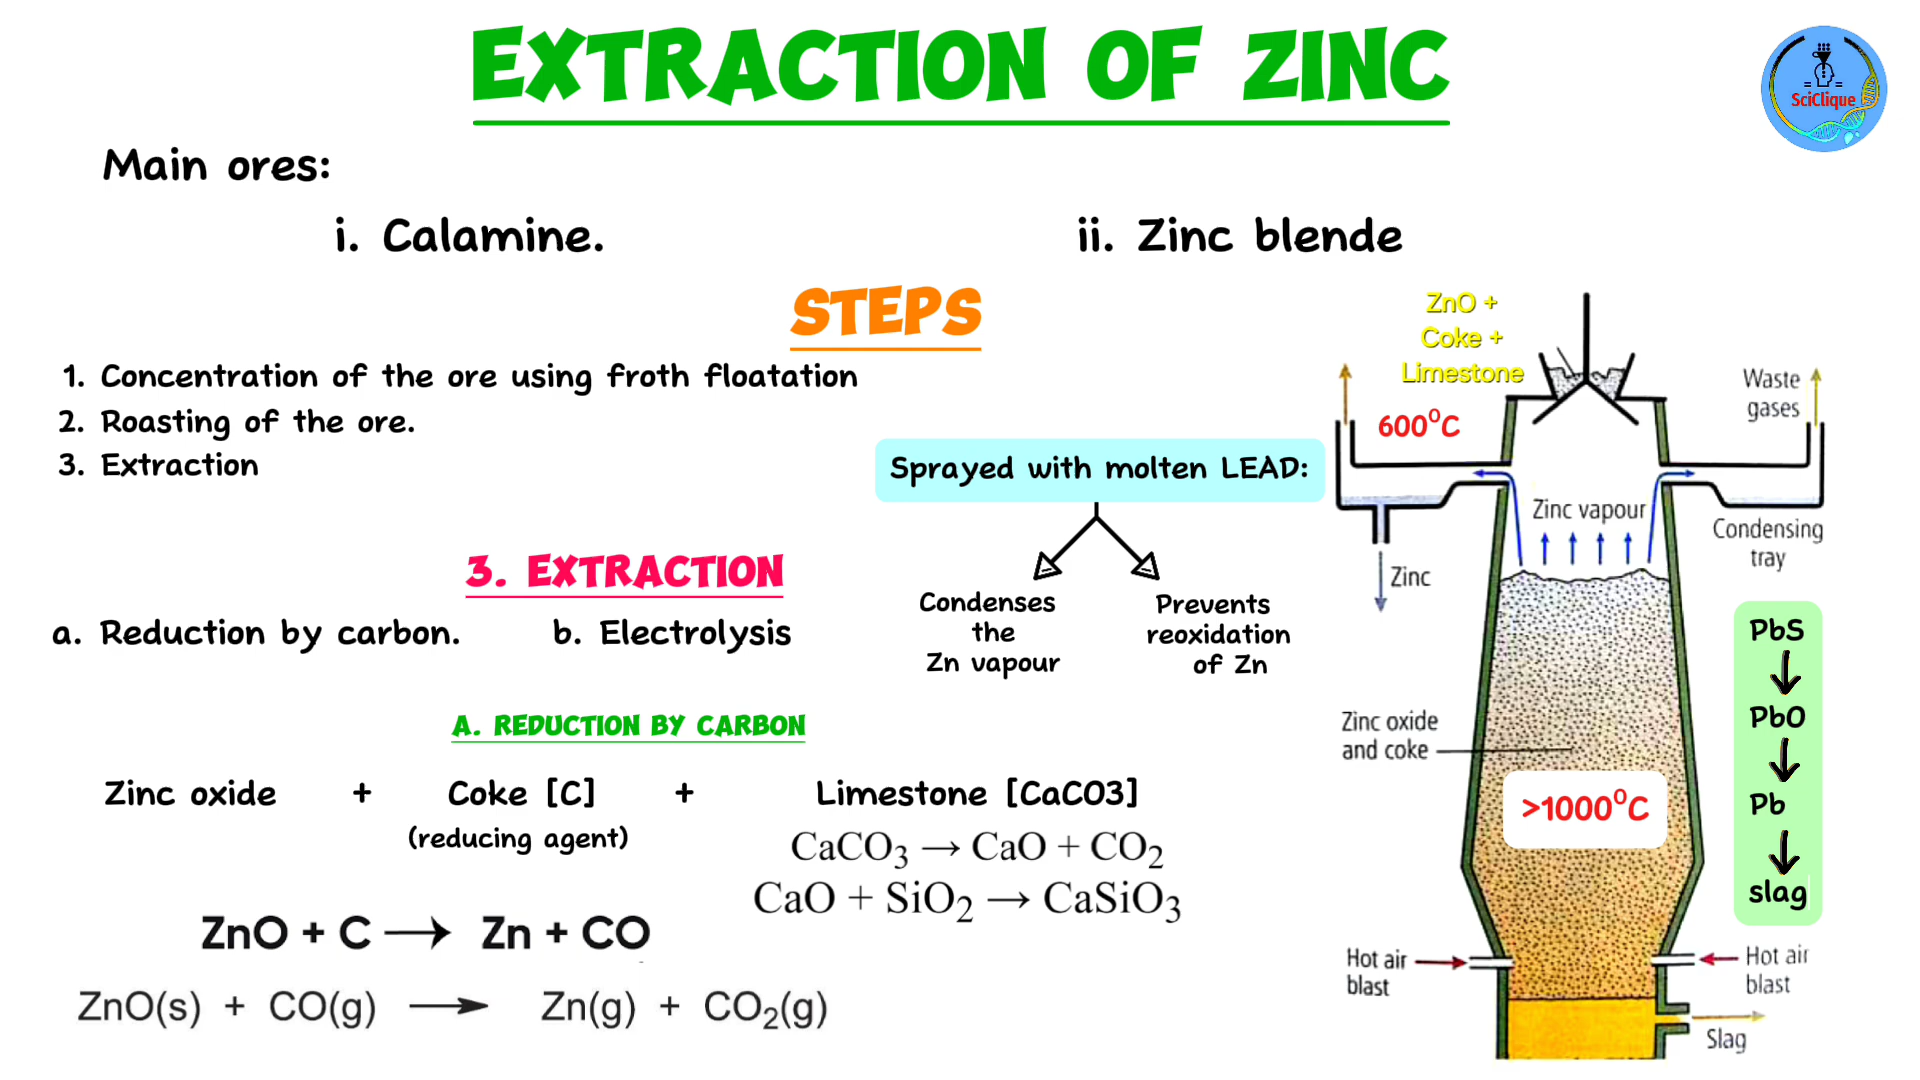 EXTRACTION OF ZINC
SciClique
Main ores:
i. Calamine.
ii. Zinc blende
STEPS
1. Concentration of the ore using froth floatation
2. Roasting of the ore.
3. Extraction
Sprayed with molten LEAD:
Condenses
the
Zn vapour
Prevents
reoxidation
of Zn
3. EXTRACTION
a. Reduction by carbon.
b. Electrolysis
A. REDUCTION BY CARBON
Zinc oxide + Coke [C] + Limestone [CaCO3]
(reducing agent)
CaCO₃ → CaO + CO₂
CaO + SiO₂ → CaSiO₃
ZnO + C → Zn + CO
ZnO(s) + CO(g) → Zn(g) + CO₂(g)
ZnO +
Coke +
Limestone
600⁰C
Waste
gases
Zinc vapour
Condensing
tray
Zinc
Zinc oxide
and coke
>1000⁰C
PbS
PbO
Pb
slag
Hot air
blast
Hot air
blast
Slag